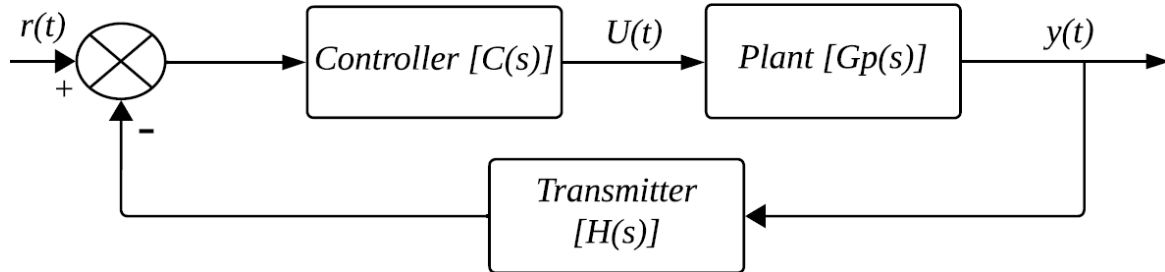 r(t)
+
-
Controller [C(s)]
U(t)
Plant [Gp(s)]
y(t)
Transmitter
[H(s)]